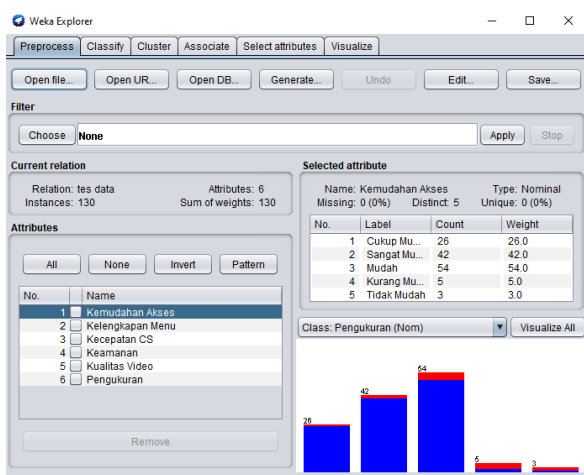 Weka Explorer
Preprocess Classify Cluster Associate Select attributes Visualize
Open file... Open UR... Open DB... Generate... Undo Edit... Save...
Filter
Choose None Apply Stop
Current relation
Relation: tes data Attributes: 6
Instances: 130 Sum of weights: 130
Attributes
All None Invert Pattern
No. Name
1 Kemudahan Akses
2 Kelengkapan Menu
3 Kecepatan CS
4 Keamanan
5 Kualitas Video
6 Pengukuran
Remove
Selected attribute
Name: Kemudahan Akses Type: Nominal
Missing: 0 (0%) Distinct: 5 Unique: 0 (0%)
No. Label Count Weight
1 Cukup Mu... 26 26.0
2 Sangat Mu... 42 42.0
3 Mudah 54 54.0
4 Kurang Mu... 5 5.0
5 Tidak Mudah 3 3.0
Class: Pengukuran (Nom) Visualize All
26 42 54 5 3